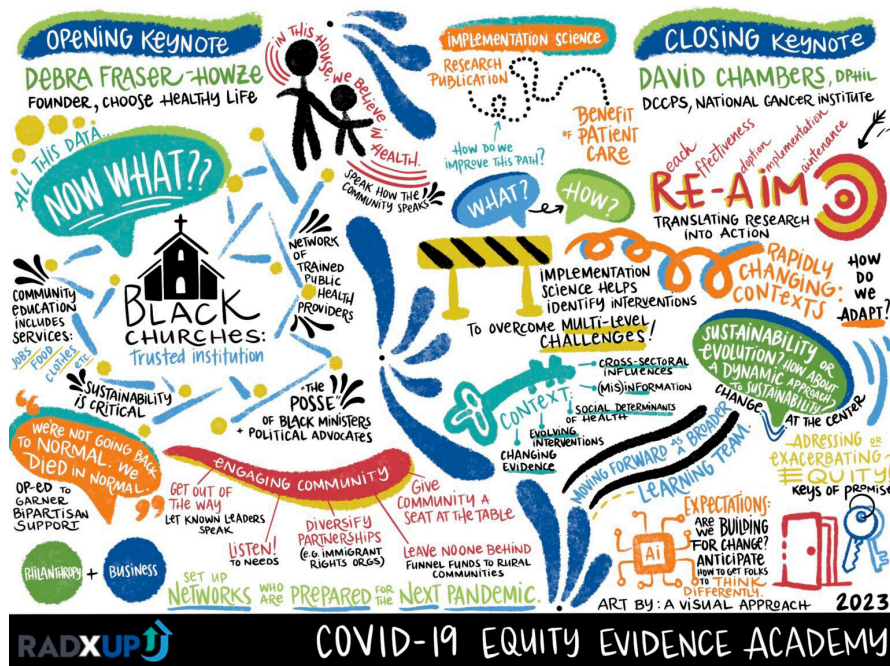 OPENING KEYNOTE
DEBRA FRASER-HOWZE
FOUNDER, CHOOSE HEALTHY LIFE
ALL THIS DATA...
NOW WHAT??
IN THIS HOUSE, WE BELIEVE IN HEALTH.
SPEAK HOW THE
COMMUNITY SPEAKS
BLACK
CHURCHES:
Trusted institution
NETWORK
OF
TRAINED
PUBLIC
HEALTH
PROVIDERS
COMMUNITY
EDUCATION
INCLUDES
SERVICES:
JOBS
FOOD
CLOTHES
ETC.
SUSTAINABILITY
IS CRITICAL
"THE
POSSE"
OF BLACK MINISTERS
+ POLITICAL ADVOCATES
"WE'RE NOT GOING BACK
TO NORMAL. WE
DIED IN
NORMAL."
OP-ED TO
GARNER
BIPARTISAN
SUPPORT
ENGAGING COMMUNITY
GET OUT OF
THE WAY
LET KNOWN LEADERS
SPEAK
LISTEN!
TO NEEDS
DIVERSIFY
PARTNERSHIPS
(E.G. IMMIGRANT
RIGHTS ORGS)
GIVE
COMMUNITY A
SEAT AT THE TABLE
LEAVE NO ONE BEHIND
FUNNEL FUNDS TO RURAL
COMMUNITIES
PHILANTHROPY + BUSINESS
SET UP
NETWORKS WHO ARE PREPARED FOR THE NEXT PANDEMIC.
IMPLEMENTATION SCIENCE
RESEARCH
PUBLICATION
HOW DO WE
IMPROVE THIS PATH?
BENEFIT
OF PATIENT
CARE
WHAT?
HOW?
IMPLEMENTATION
SCIENCE HELPS
IDENTIFY INTERVENTIONS
TO OVERCOME MULTI-LEVEL
CHALLENGES!
CONTEXT:
CROSS-SECTORAL
INFLUENCES
(MIS)INFORMATION
SOCIAL DETERMINANTS
OF HEALTH
EVOLVING
INTERVENTIONS
CHANGING
EVIDENCE
CLOSING KEYNOTE
DAVID CHAMBERS, DPHIL
DCCPS, NATIONAL CANCER INSTITUTE
each
ffectiveness
doption
implementation
aintenance
RE-AIM
TRANSLATING RESEARCH
INTO ACTION
RAPIDLY
CHANGING
CONTEXTS:
HOW
DO
WE
ADAPT?
SUSTAINABILITY OR
EVOLUTION? HOW ABOUT
A DYNAMIC APPROACH
TO SUSTAINABILITY?
CHANGE
AT THE CENTER
MOVING FORWARD AS A BROADER
LEARNING TEAM.
ADRESSING OR
EXACERBATING
EQUITY
KEYS OF PROMISE
Ai
EXPECTATIONS:
ARE
WE BUILDING
FOR CHANGE?
ANTICIPATE
HOW TO GET FOLKS
TO THINK
DIFFERENTLY.
ART BY: A VISUAL APPROACH
2023
RADXUP
COVID-19 EQUITY EVIDENCE ACADEMY